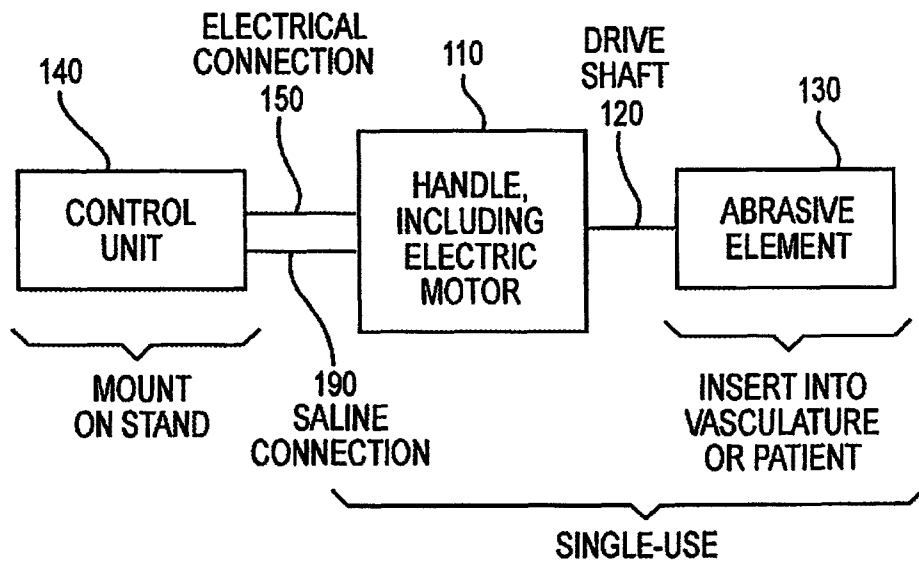 ELECTRICAL
CONNECTION
150
140
110
DRIVE
SHAFT
120
130
CONTROL
UNIT
HANDLE,
INCLUDING
ELECTRIC
MOTOR
ABRASIVE
ELEMENT
MOUNT
ON STAND
190
SALINE
CONNECTION
INSERT INTO
VASCULATURE
OR PATIENT
SINGLE-USE